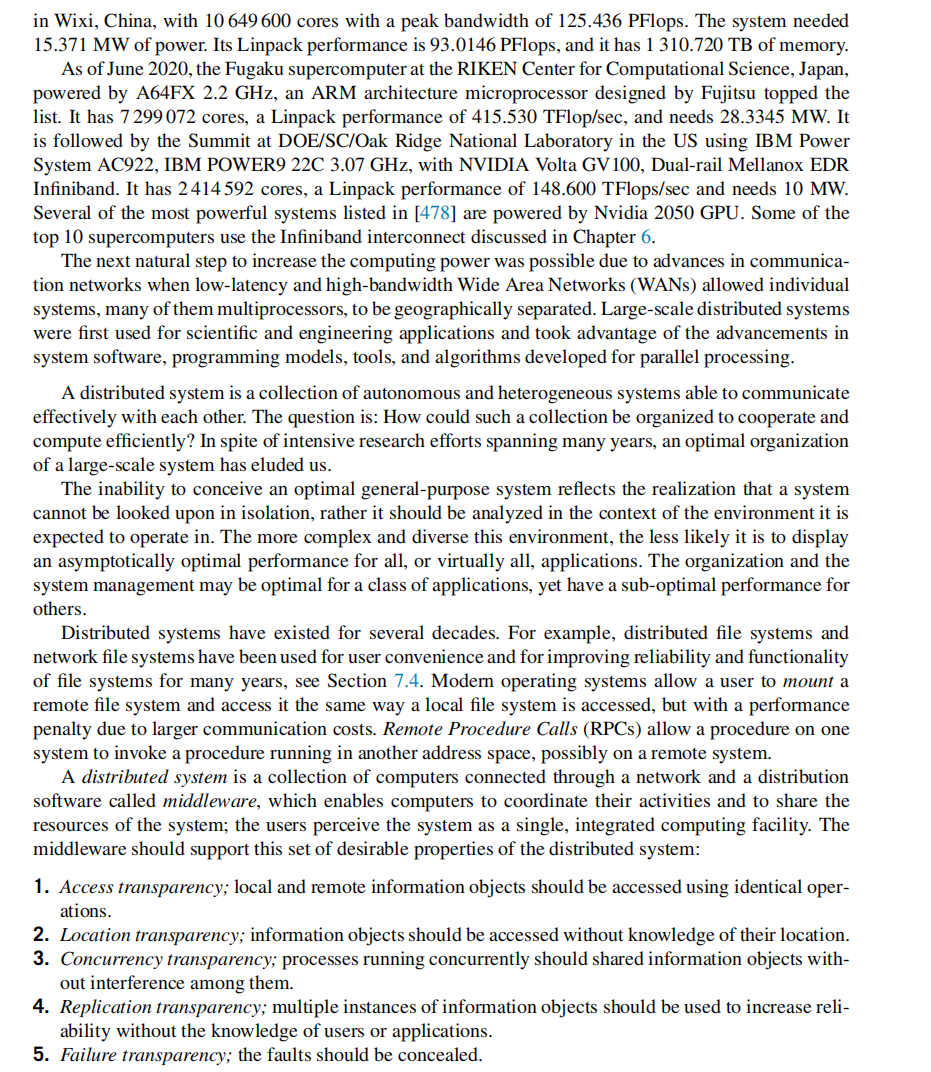 in Wixi, China, with 10 649 600 cores with a peak bandwidth of 125.436 PFlops. The system needed
15.371 MW of power. Its Linpack performance is 93.0146 PFlops, and it has 1 310.720 TB of memory.
As of June 2020, the Fugaku supercomputer at the RIKEN Center for Computational Science, Japan,
powered by A64FX 2.2 GHz, an ARM architecture microprocessor designed by Fujitsu topped the
list. It has 7 299 072 cores, a Linpack performance of 415.530 TFlop/sec, and needs 28.3345 MW. It
is followed by the Summit at DOE/SC/Oak Ridge National Laboratory in the US using IBM Power
System AC922, IBM POWER9 22C 3.07 GHz, with NVIDIA Volta GV100, Dual-rail Mellanox EDR
Infiniband. It has 2 414 592 cores, a Linpack performance of 148.600 TFlops/sec and needs 10 MW.
Several of the most powerful systems listed in [478] are powered by Nvidia 2050 GPU. Some of the
top 10 supercomputers use the Infiniband interconnect discussed in Chapter 6.
The next natural step to increase the computing power was possible due to advances in communica-
tion networks when low-latency and high-bandwidth Wide Area Networks (WANs) allowed individual
systems, many of them multiprocessors, to be geographically separated. Large-scale distributed systems
were first used for scientific and engineering applications and took advantage of the advancements in
system software, programming models, tools, and algorithms developed for parallel processing.
A distributed system is a collection of autonomous and heterogeneous systems able to communicate
effectively with each other. The question is: How could such a collection be organized to cooperate and
compute efficiently? In spite of intensive research efforts spanning many years, an optimal organization
of a large-scale system has eluded us.
The inability to conceive an optimal general-purpose system reflects the realization that a system
cannot be looked upon in isolation, rather it should be analyzed in the context of the environment it is
expected to operate in. The more complex and diverse this environment, the less likely it is to display
an asymptotically optimal performance for all, or virtually all, applications. The organization and the
system management may be optimal for a class of applications, yet have a sub-optimal performance for
others.
Distributed systems have existed for several decades. For example, distributed file systems and
network file systems have been used for user convenience and for improving reliability and functionality
of file systems for many years, see Section 7.4. Modern operating systems allow a user to mount a
remote file system and access it the same way a local file system is accessed, but with a performance
penalty due to larger communication costs. Remote Procedure Calls (RPCs) allow a procedure on one
system to invoke a procedure running in another address space, possibly on a remote system.
A distributed system is a collection of computers connected through a network and a distribution
software called middleware, which enables computers to coordinate their activities and to share the
resources of the system; the users perceive the system as a single, integrated computing facility. The
middleware should support this set of desirable properties of the distributed system:
1. Access transparency; local and remote information objects should be accessed using identical oper-
ations.
2. Location transparency; information objects should be accessed without knowledge of their location.
3. Concurrency transparency; processes running concurrently should shared information objects with-
out interference among them.
4. Replication transparency; multiple instances of information objects should be used to increase reli-
ability without the knowledge of users or applications.
5. Failure transparency; the faults should be concealed.